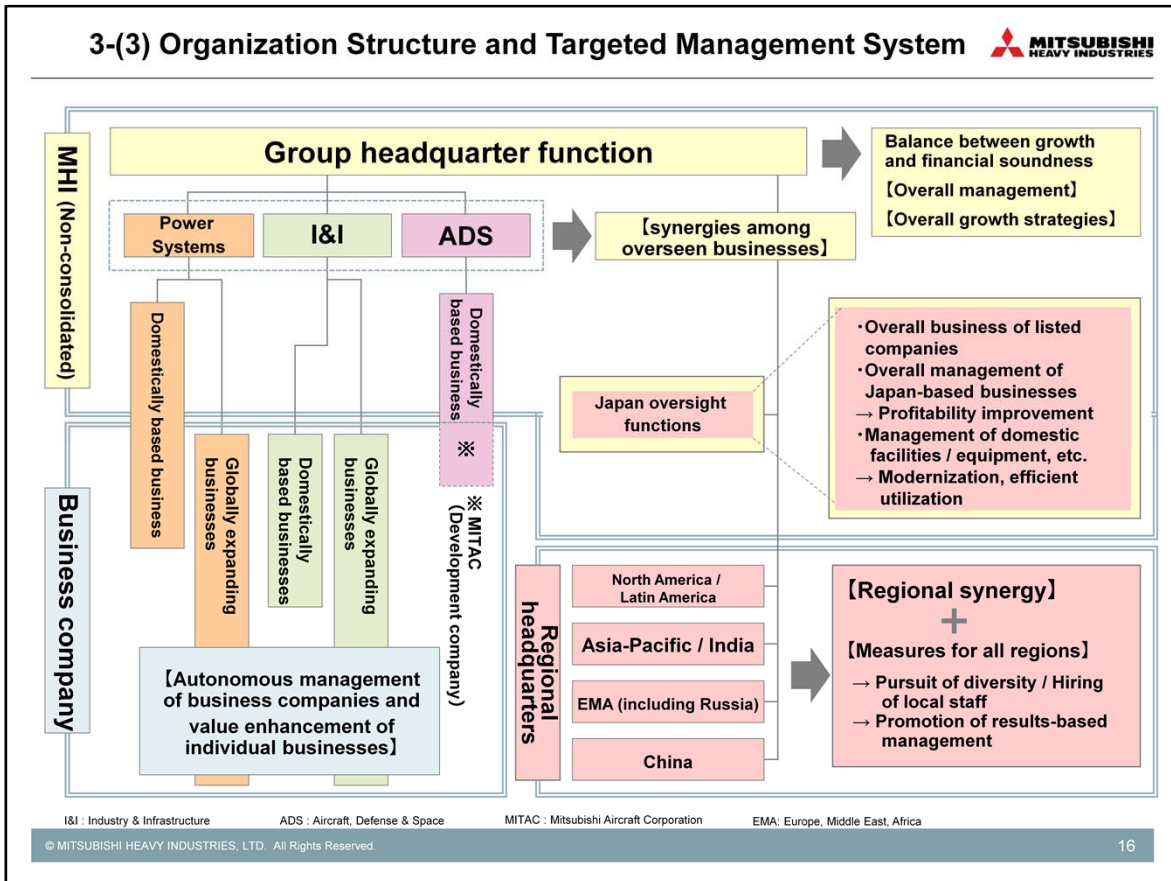 3-(3) Organization Structure and Targeted Management System
MITSUBISHI
HEAVY INDUSTRIES
MHI (Non-consolidated)
Group headquarter function
Balance between growth
and financial soundness
【Overall management】
【Overall growth strategies】
Power
Systems
I&I
ADS
【synergies among
overseen businesses】
Domestically based business
Globally expanding
businesses
Domestically
based businesses
Globally expanding
businesses
Domestically
based business
※
※ MITAC
(Development company)
Japan oversight
functions
・Overall business of listed
companies
・Overall management of
Japan-based businesses
→ Profitability improvement
・Management of domestic
facilities / equipment, etc.
→ Modernization, efficient
utilization
Business company
【Autonomous management
of business companies and
value enhancement of
individual businesses】
Regional
headquarters
North America /
Latin America
Asia-Pacific / India
EMA (including Russia)
China
【Regional synergy】
+
【Measures for all regions】
→ Pursuit of diversity / Hiring
of local staff
→ Promotion of results-based
management
I&I : Industry & Infrastructure
ADS : Aircraft, Defense & Space
MITAC : Mitsubishi Aircraft Corporation
EMA: Europe, Middle East, Africa
© MITSUBISHI HEAVY INDUSTRIES, LTD. All Rights Reserved.
16